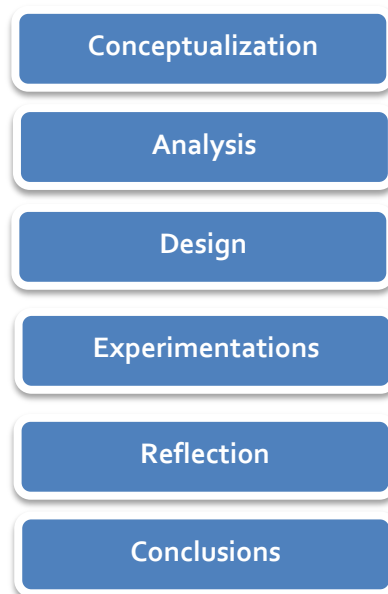 Conceptualization
Analysis
Design
Experimentations
Reflection
Conclusions